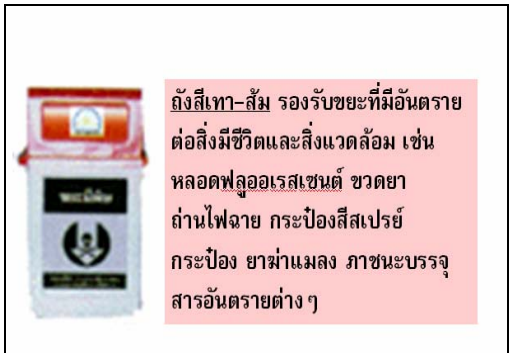 ถังสีเทา-ส้ม รองรับขยะที่มีอันตราย
ต่อสิ่งมีชีวิตและสิ่งแวดล้อม เช่น
หลอดฟลูออเรสเซนต์ ขวดยา
ถ่านไฟฉาย กระป๋องสีสเปรย์
กระป๋อง ยาฆ่าแมลง ภาชนะบรรจุ
สารอันตรายต่างๆ